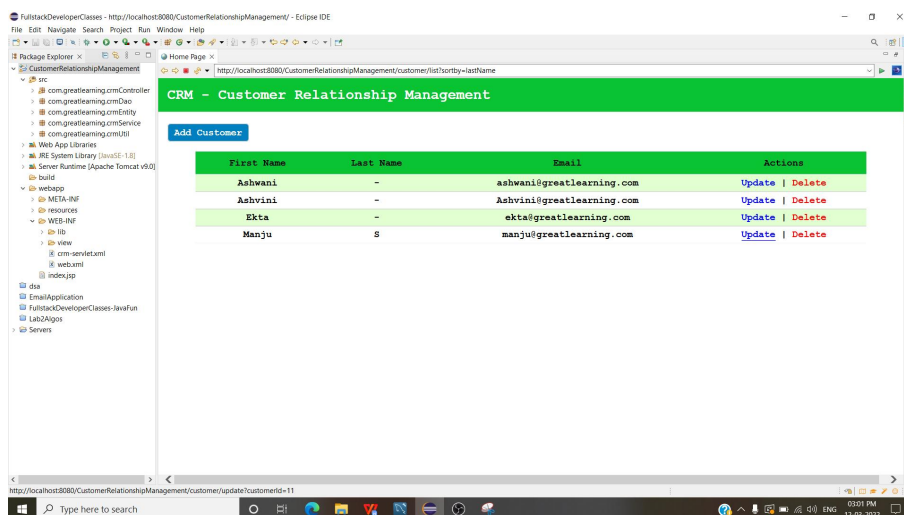 FullstackDeveloperClasses - http://localhost:8080/CustomerRelationshipManagement/ - Eclipse IDE
File Edit Navigate Search Project Run Window Help
Package Explorer
Home Page
http://localhost:8080/CustomerRelationshipManagement/customer/list?sortby=lastName
CustomerRelationshipManagement
src
com.greatlearning.crmController
com.greatlearning.crmDao
com.greatlearning.crmEntity
com.greatlearning.crmService
com.greatlearning.crmUtil
Web App Libraries
JRE System Library [JavaSE-1.8]
Server Runtime [Apache Tomcat v9.0]
build
webapp
META-INF
resources
WEB-INF
lib
view
crm-servlet.xml
web.xml
index.jsp
dsa
EmailApplication
FullstackDeveloperClasses-JavaFun
Lab2Algos
Servers
CRM - Customer Relationship Management
Add Customer
First Name Last Name Email Actions
Ashwani - ashwani@greatlearning.com Update | Delete
Ashvini - Ashvini@greatlearning.com Update | Delete
Ekta - ekta@greatlearning.com Update | Delete
Manju S manju@greatlearning.com Update | Delete
http://localhost:8080/CustomerRelationshipManagement/customer/update?customerId=11
Type here to search
ENG
03:01 PM
12-03-2022